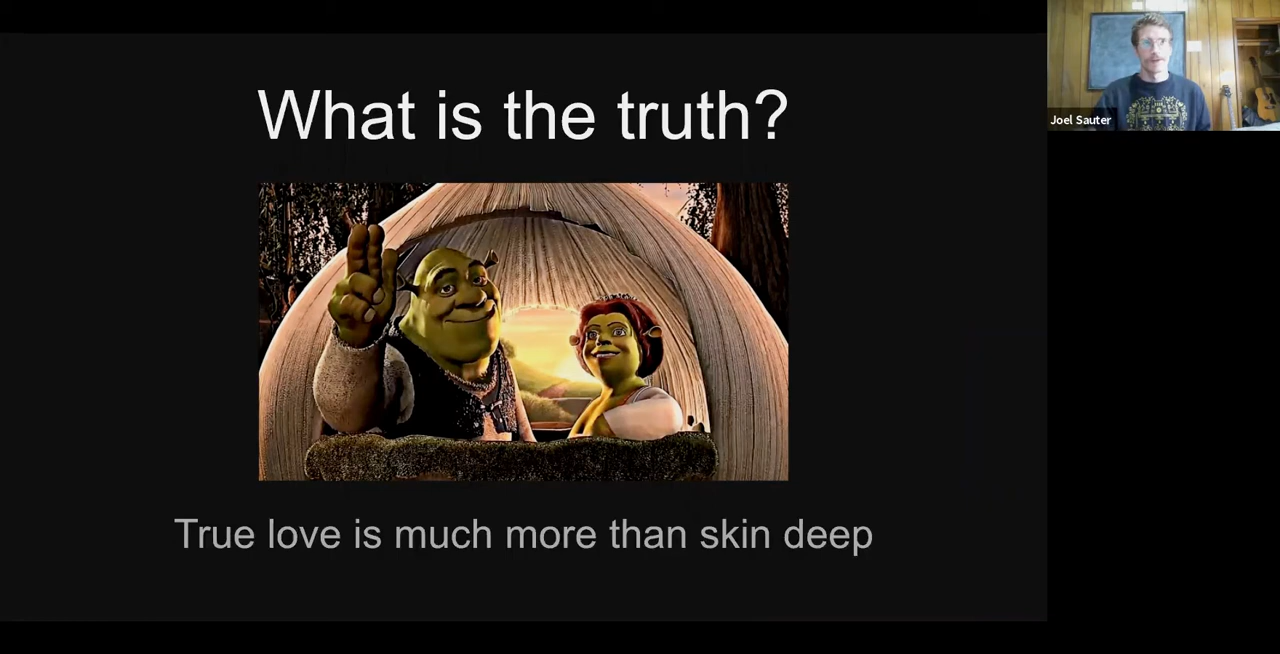 What is the truth?
Joel Sauter
True love is much more than skin deep